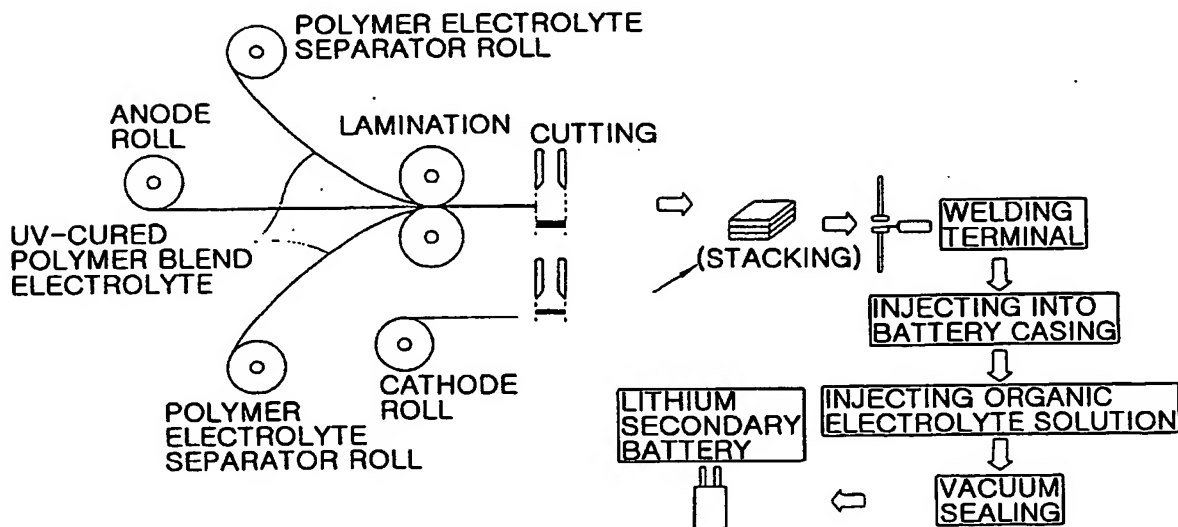 POLYMER ELECTROLYTE
SEPARATOR ROLL
ANODE
ROLL
LAMINATION
CUTTING
UV-CURED
POLYMER BLEND
ELECTROLYTE
(STACKING)
WELDING
TERMINAL
INJECTING INTO
BATTERY CASING
CATHODE
ROLL
POLYMER
ELECTROLYTE
SEPARATOR ROLL
LITHIUM
SECONDARY
BATTERY
INJECTING ORGANIC
ELECTROLYTE SOLUTION
VACUUM
SEALING